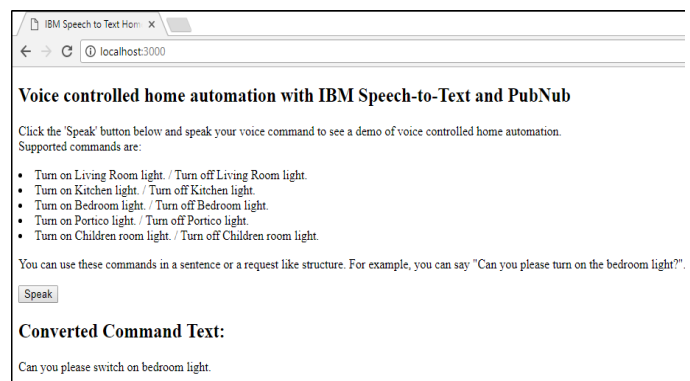 IBM Speech to Text Hom
localhost:3000
Voice controlled home automation with IBM Speech-to-Text and PubNub
Click the 'Speak' button below and speak your voice command to see a demo of voice controlled home automation.
Supported commands are:
Turn on Living Room light. / Turn off Living Room light.
Turn on Kitchen light. / Turn off Kitchen light.
Turn on Bedroom light. / Turn off Bedroom light.
Turn on Portico light. / Turn off Portico light.
Turn on Children room light. / Turn off Children room light.
You can use these commands in a sentence or a request like structure. For example, you can say "Can you please turn on the bedroom light?".
Speak
Converted Command Text:
Can you please switch on bedroom light.